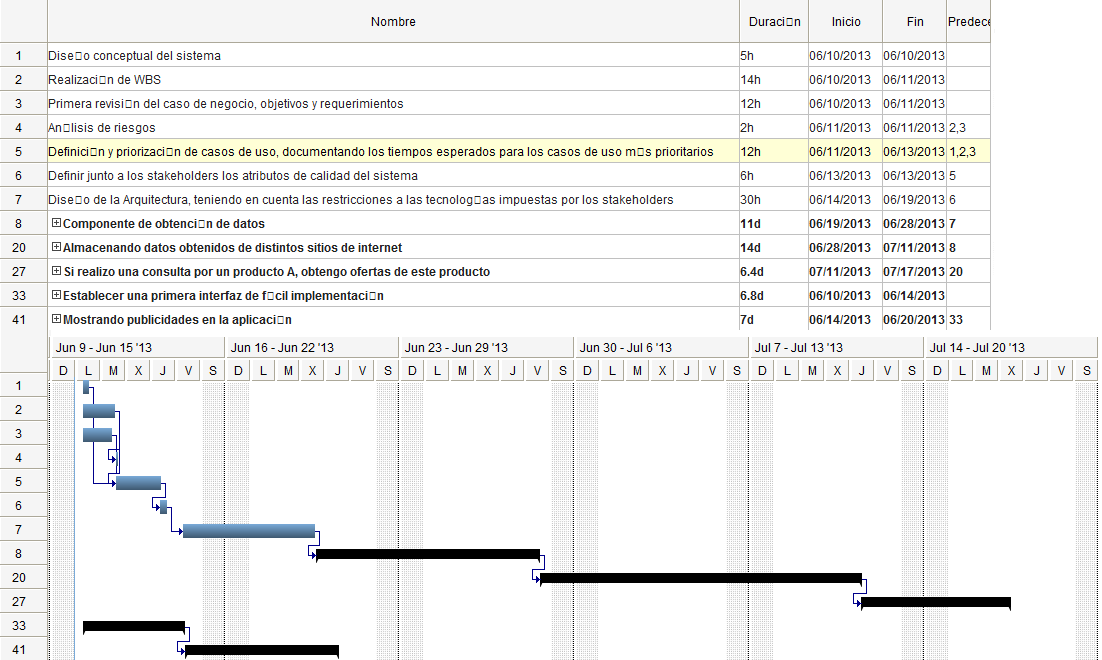 Nombre Duraci▯n Inicio Fin Predece
1 Dise▯o conceptual del sistema 5h 06/10/2013 06/10/2013
2 Realizaci▯n de WBS 14h 06/10/2013 06/11/2013
3 Primera revisi▯n del caso de negocio, objetivos y requerimientos 12h 06/10/2013 06/11/2013
4 An▯lisis de riesgos 2h 06/11/2013 06/11/2013 2,3
5 Definici▯n y priorizaci▯n de casos de uso, documentando los tiempos esperados para los casos de uso m▯s prioritarios 12h 06/11/2013 06/13/2013 1,2,3
6 Definir junto a los stakeholders los atributos de calidad del sistema 6h 06/13/2013 06/13/2013 5
7 Dise▯o de la Arquitectura, teniendo en cuenta las restricciones a las tecnolog▯as impuestas por los stakeholders 30h 06/14/2013 06/19/2013 6
8 Componente de obtenci▯n de datos 11d 06/19/2013 06/28/2013 7
20 Almacenando datos obtenidos de distintos sitios de internet 14d 06/28/2013 07/11/2013 8
27 Si realizo una consulta por un producto A, obtengo ofertas de este producto 6.4d 07/11/2013 07/17/2013 20
33 Establecer una primera interfaz de f▯cil implementaci▯n 6.8d 06/10/2013 06/14/2013
41 Mostrando publicidades en la aplicaci▯n 7d 06/14/2013 06/20/2013 33
Jun 9 - Jun 15 '13 Jun 16 - Jun 22 '13 Jun 23 - Jun 29 '13 Jun 30 - Jul 6 '13 Jul 7 - Jul 13 '13 Jul 14 - Jul 20 '13
D L M X J V S D L M X J V S D L M X J V S D L M X J V S D L M X J V S D L M X J V S
1
2
3
4
5
6
7
8
20
27
33
41